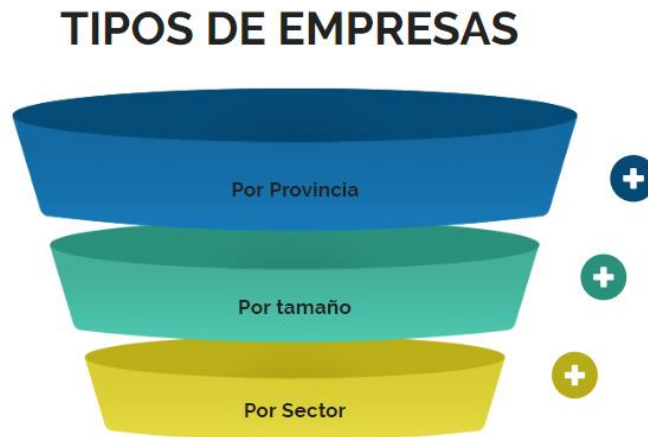 TIPOS DE EMPRESAS
Por Provincia
Por tamaño
Por Sector